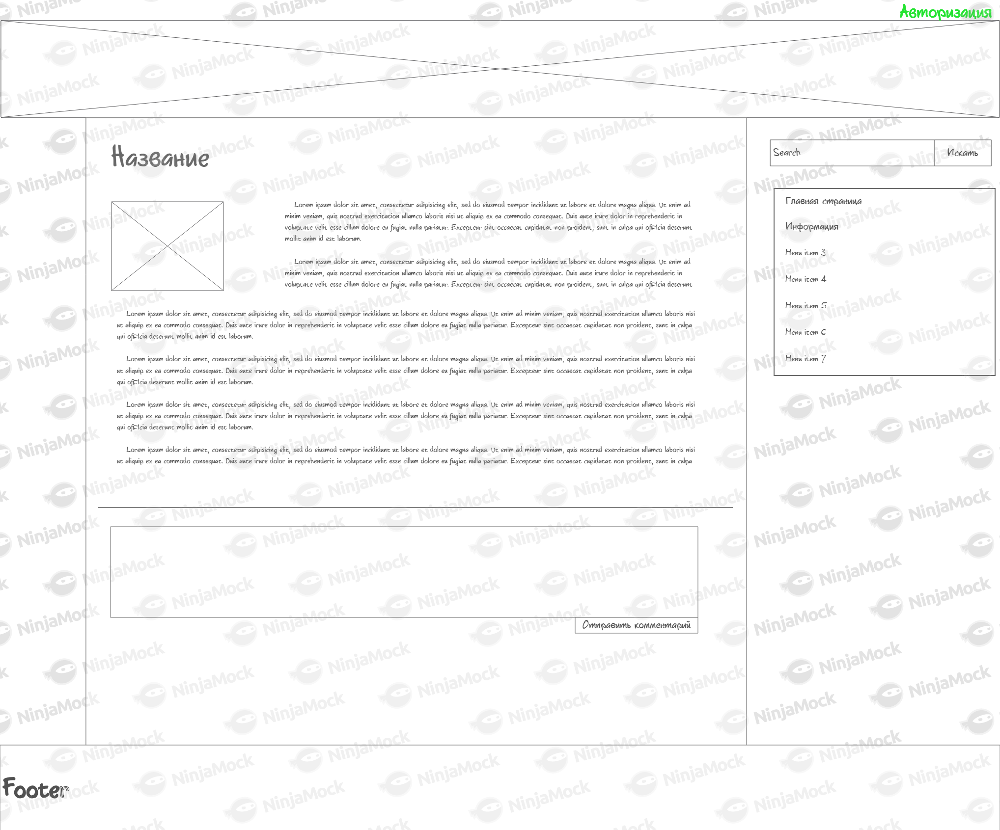 Авторизация
Название
Search
Искать
Lorem ipsum dolor sit amet, consectetur adipisicing elit, sed do eiusmod tempor incididunt ut labore et dolore magna aliqua. Ut enim ad
minim veniam, quis nostrud exercitation ullamco laboris nisi ut aliquip ex ea commodo consequat. Duis aute irure dolor in reprehenderit in
voluptate velit esse cillum dolore eu fugiat nulla pariatur. Excepteur sint occaecat cupidatat non proident, sunt in culpa qui officia deserunt
mollit anim id est laborum.
Lorem ipsum dolor sit amet, consectetur adipisicing elit, sed do eiusmod tempor incididunt ut labore et dolore magna aliqua. Ut enim ad
minim veniam, quis nostrud exercitation ullamco laboris nisi ut aliquip ex ea commodo consequat. Duis aute irure dolor in reprehenderit in
voluptate velit esse cillum dolore eu fugiat nulla pariatur. Excepteur sint occaecat cupidatat non proident, sunt in culpa qui officia deserunt
Lorem ipsum dolor sit amet, consectetur adipisicing elit, sed do eiusmod tempor incididunt ut labore et dolore magna aliqua. Ut enim ad minim veniam, quis nostrud exercitation ullamco laboris nisi
ut aliquip ex ea commodo consequat. Duis aute irure dolor in reprehenderit in voluptate velit esse cillum dolore eu fugiat nulla pariatur. Excepteur sint occaecat cupidatat non proident, sunt in culpa
qui officia deserunt mollit anim id est laborum.
Lorem ipsum dolor sit amet, consectetur adipisicing elit, sed do eiusmod tempor incididunt ut labore et dolore magna aliqua. Ut enim ad minim veniam, quis nostrud exercitation ullamco laboris nisi
ut aliquip ex ea commodo consequat. Duis aute irure dolor in reprehenderit in voluptate velit esse cillum dolore eu fugiat nulla pariatur. Excepteur sint occaecat cupidatat non proident, sunt in culpa
qui officia deserunt mollit anim id est laborum.
Lorem ipsum dolor sit amet, consectetur adipisicing elit, sed do eiusmod tempor incididunt ut labore et dolore magna aliqua. Ut enim ad minim veniam, quis nostrud exercitation ullamco laboris nisi
ut aliquip ex ea commodo consequat. Duis aute irure dolor in reprehenderit in voluptate velit esse cillum dolore eu fugiat nulla pariatur. Excepteur sint occaecat cupidatat non proident, sunt in culpa
qui officia deserunt mollit anim id est laborum.
Lorem ipsum dolor sit amet, consectetur adipisicing elit, sed do eiusmod tempor incididunt ut labore et dolore magna aliqua. Ut enim ad minim veniam, quis nostrud exercitation ullamco laboris nisi
ut aliquip ex ea commodo consequat. Duis aute irure dolor in reprehenderit in voluptate velit esse cillum dolore eu fugiat nulla pariatur. Excepteur sint occaecat cupidatat non proident, sunt in culpa
Главная страница
Информация
Menu item 3
Menu item 4
Menu item 5
Menu item 6
Menu item 7
Отправить комментарий
Footer
NinjaMock